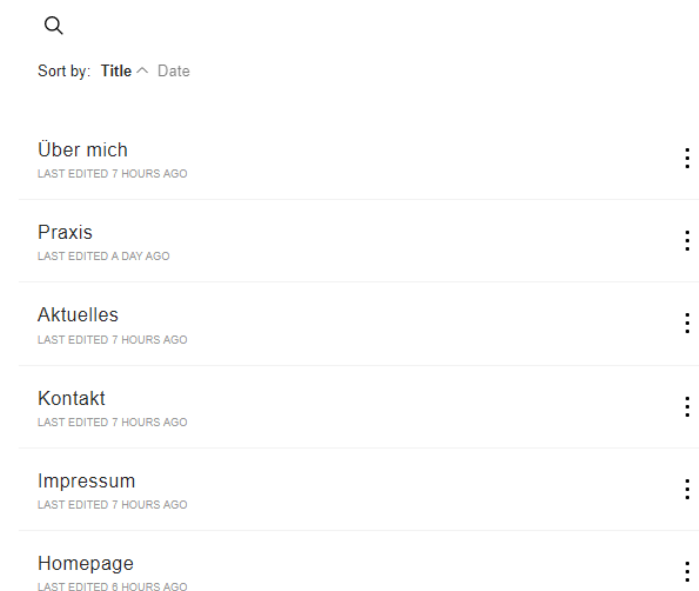 Sort by: Title Date
Über mich
LAST EDITED 7 HOURS AGO
Praxis
LAST EDITED A DAY AGO
Aktuelles
LAST EDITED 7 HOURS AGO
Kontakt
LAST EDITED 7 HOURS AGO
Impressum
LAST EDITED 7 HOURS AGO
Homepage
LAST EDITED 6 HOURS AGO